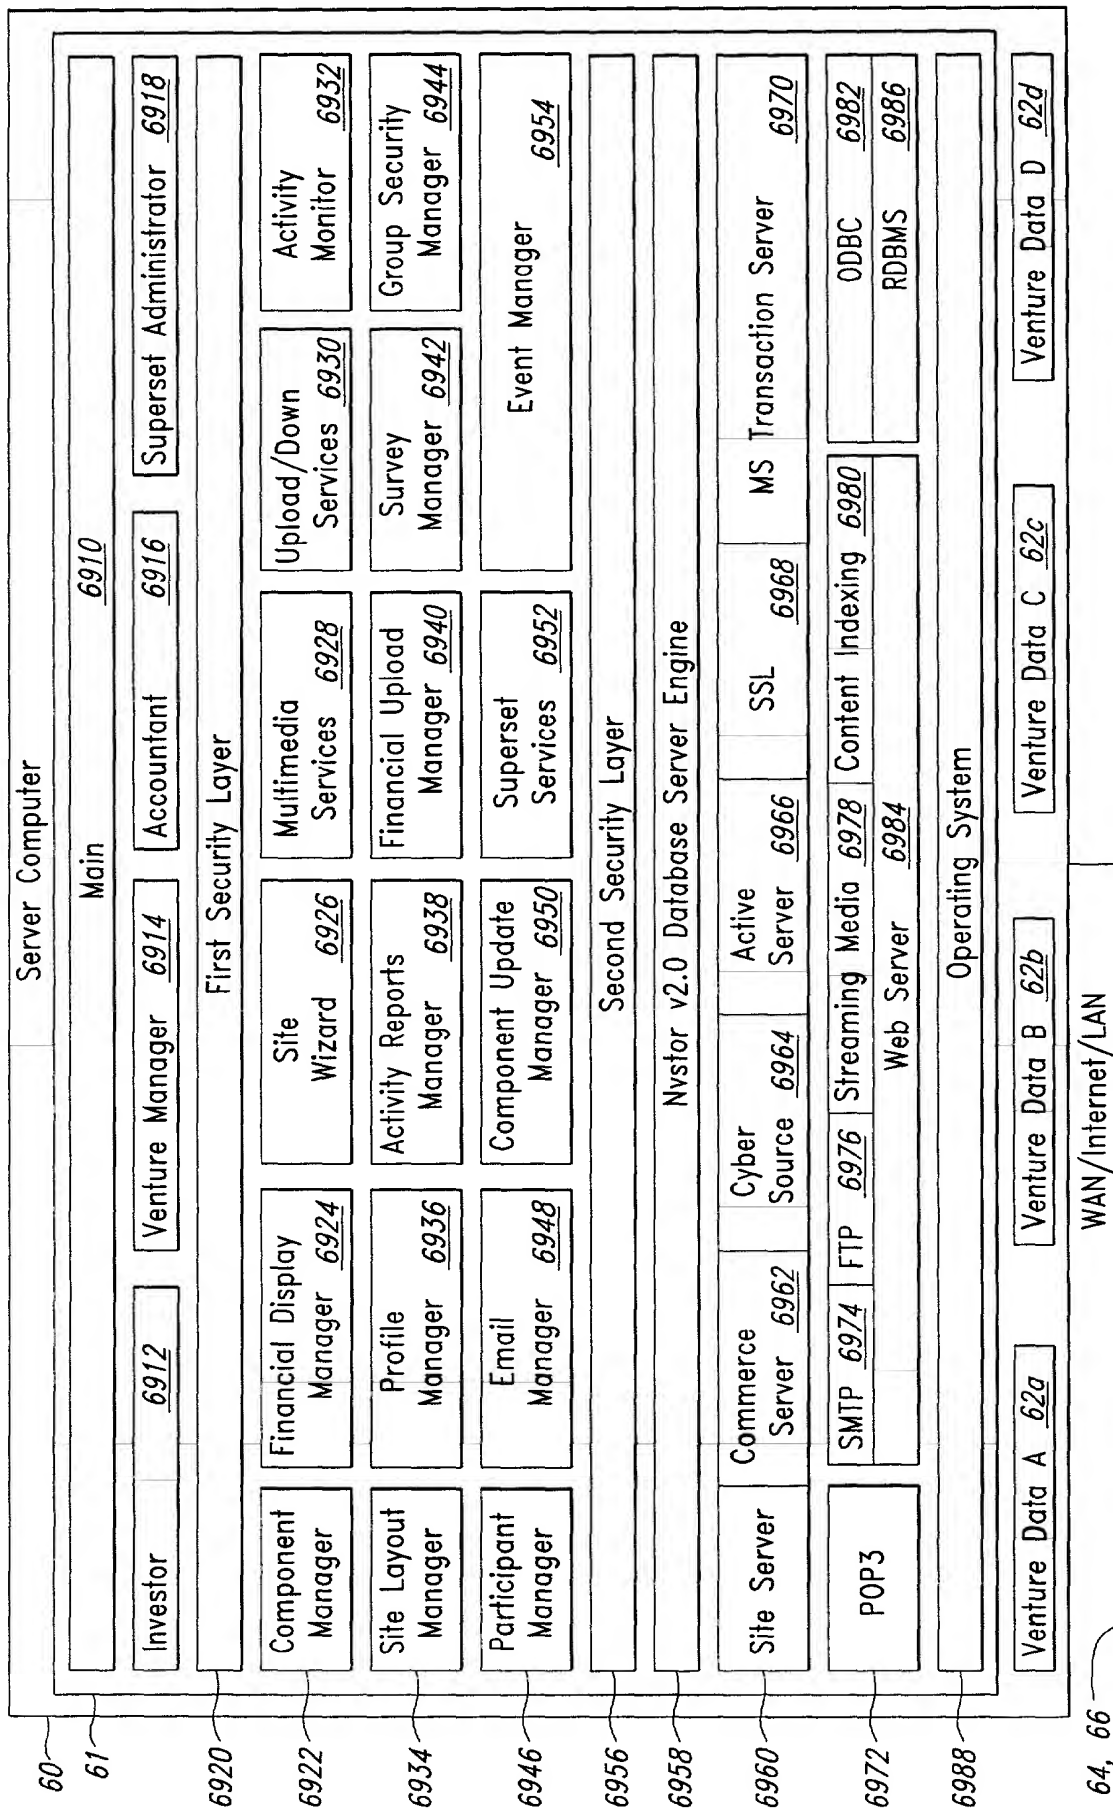 Server Computer
60
61
Main 6910
Investor 6912
Venture Manager 6914
Accountant 6916
Superset Administrator 6918
6920
First Security Layer
6922
Component
Manager
Financial Display
Manager 6924
Site
Wizard 6926
Multimedia
Services 6928
Upload/Down
Services 6930
Activity
Monitor 6932
6934
Site Layout
Manager
Profile
Manager 6936
Activity Reports
Manager 6938
Financial Upload
Manager 6940
Survey
Manager 6942
Group Security
Manager 6944
6946
Participant
Manager
Email
Manager 6948
Component Update
Manager 6950
Superset
Services 6952
Event Manager 6954
6956
Second Security Layer
6958
Nvstor v2.0 Database Server Engine
6960
Site Server
Commerce
Server 6962
Cyber
Source 6964
Active
Server 6966
SSL 6968
MS Transaction Server 6970
6972
POP3
SMTP 6974
FTP 6976
Streaming Media 6978
Content Indexing 6980
ODBC 6982
Web Server 6984
RDBMS 6986
6988
Operating System
Venture Data A 62a
Venture Data B 62b
Venture Data C 62c
Venture Data D 62d
64, 66
WAN/Internet/LAN